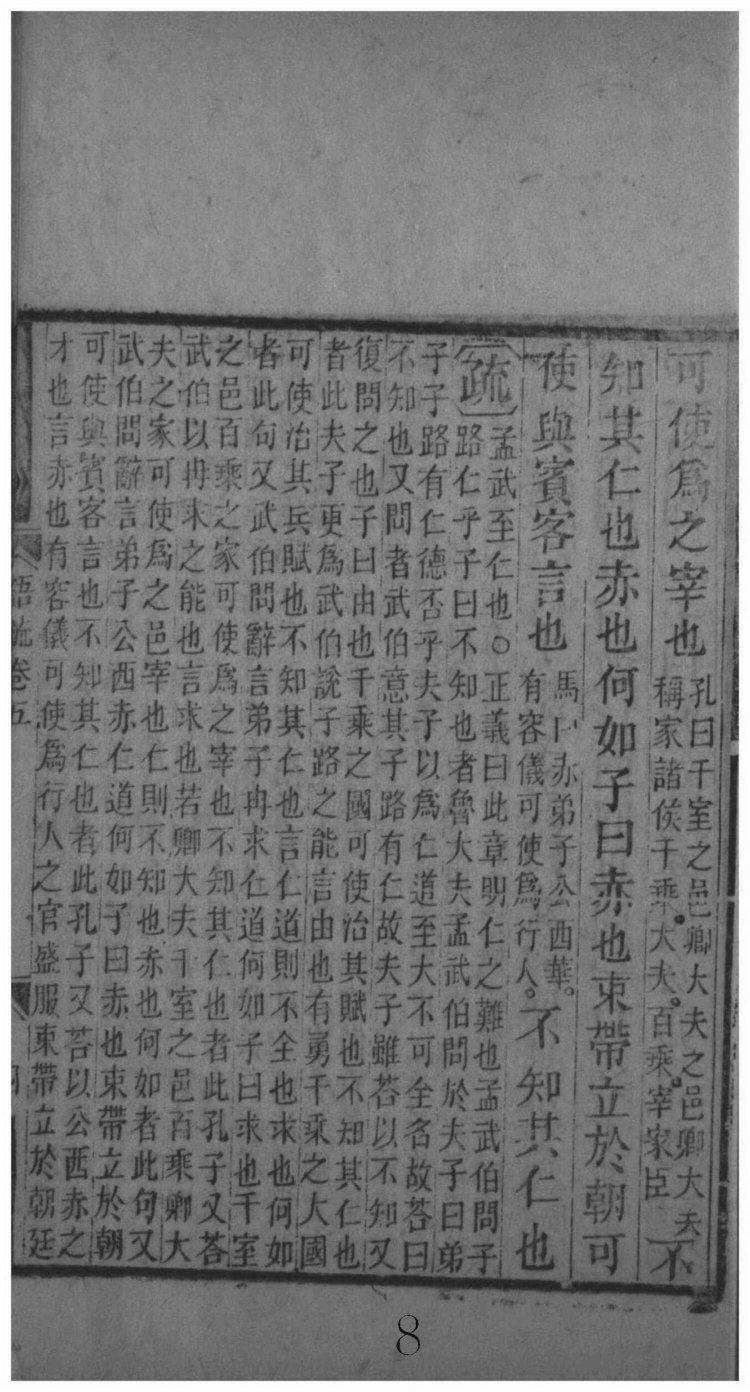 可使爲之宰也
孔曰千室之邑卿大夫之邑卿大夫
稱家諸侯千乘。大夫。百乘。宰家臣
不
知其仁也赤也何如子曰赤也束帶立於朝可
使與賓客言也
馬曰赤弟子公西華。
有容儀可使爲行人。
不知其仁也
疏
孟武至仁也。○正義曰此章明仁之難也孟武伯問子
路仁乎子曰不知也者魯大夫孟武伯問於夫子曰弟
子子路有仁德否乎夫子以爲仁道至大不可全名故荅曰
不知也又問者武伯意其子路有仁故夫子雖荅以不知又
復問之也子曰由也千乘之國可使治其賦也不知其仁也
者此夫子更爲武伯說子路之能言由也有勇千乘之大國
可使治其兵賦也不知其仁也言仁道則不全也求也何如
者此句又武伯問辭言弟子冉求仁道何如子曰求也千室
之邑百乘之家可使爲之宰也不知其仁也者此孔子又荅
武伯以冉求之能也言求也若卿大夫千室之邑百乘卿大
夫之家可使爲之邑宰也仁則不知也赤也何如者此句又
武伯問辭言弟子公西赤仁道何如子曰赤也束帶立於朝
可使與賓客言也不知其仁也者此孔子又荅以公西赤之
才也言赤也有容儀可使爲行人之官盛服束帶立於朝廷
語疏卷五
8